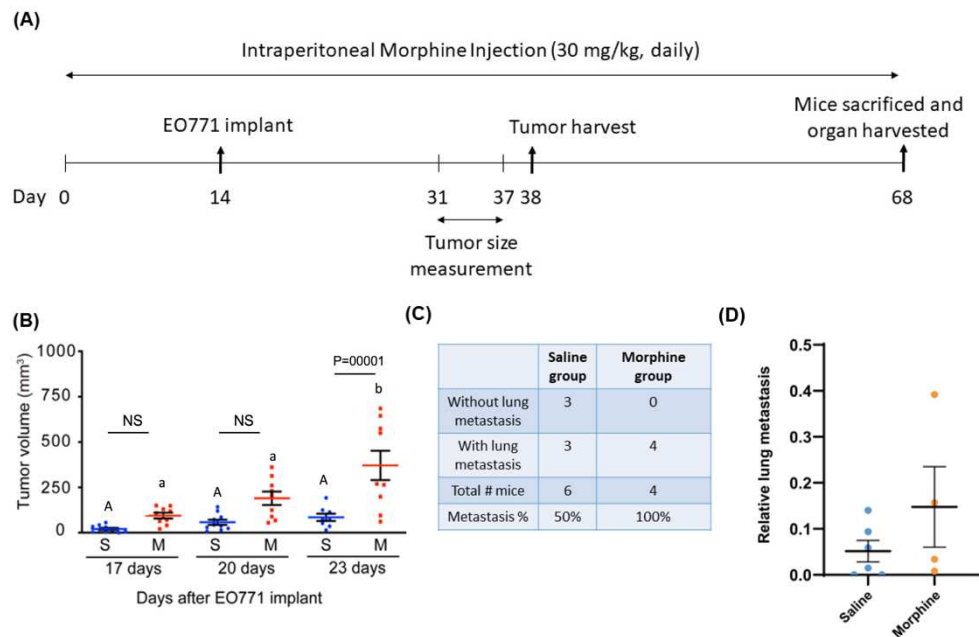 (A)
Intraperitoneal Morphine Injection (30 mg/kg, daily)
EO771 implant
Tumor harvest
Mice sacrificed and
organ harvested
Day 0 14 31 37 38 68
Tumor size
measurement
(B)
Tumor volume (mm³)
1000
750
500
250
0
NS
NS
P=00001
A a A a A b
S M S M S M
17 days 20 days 23 days
Days after EO771 implant
(C)
Saline group Morphine group
Without lung metastasis 3 0
With lung metastasis 3 4
Total # mice 6 4
Metastasis % 50% 100%
(D)
Relative lung metastasis
0.5
0.4
0.3
0.2
0.1
0.0
Saline Morphine